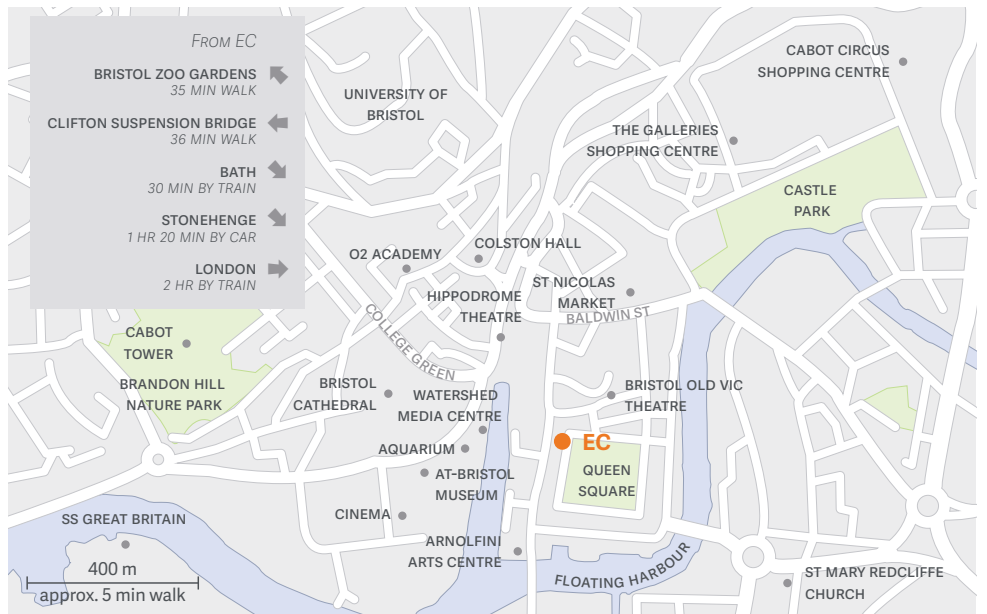 FROM EC
BRISTOL ZOO GARDENS
35 MIN WALK
CLIFTON SUSPENSION BRIDGE
36 MIN WALK
BATH
30 MIN BY TRAIN
STONEHENGE
1 HR 20 MIN BY CAR
LONDON
2 HR BY TRAIN
UNIVERSITY OF
BRISTOL
CABOT CIRCUS
SHOPPING CENTRE
THE GALLERIES
SHOPPING CENTRE
CASTLE
PARK
O2 ACADEMY
COLSTON HALL
HIPPODROME
THEATRE
ST NICOLAS
MARKET
BALDWIN ST
COLLEGE GREEN
CABOT
TOWER
BRANDON HILL
NATURE PARK
BRISTOL
CATHEDRAL
WATERSHED
MEDIA CENTRE
BRISTOL OLD VIC
THEATRE
AQUARIUM
EC
QUEEN
SQUARE
AT-BRISTOL
MUSEUM
CINEMA
SS GREAT BRITAIN
ARNOLFINI
ARTS CENTRE
FLOATING HARBOUR
ST MARY REDCLIFFE
CHURCH
400 m
approx. 5 min walk